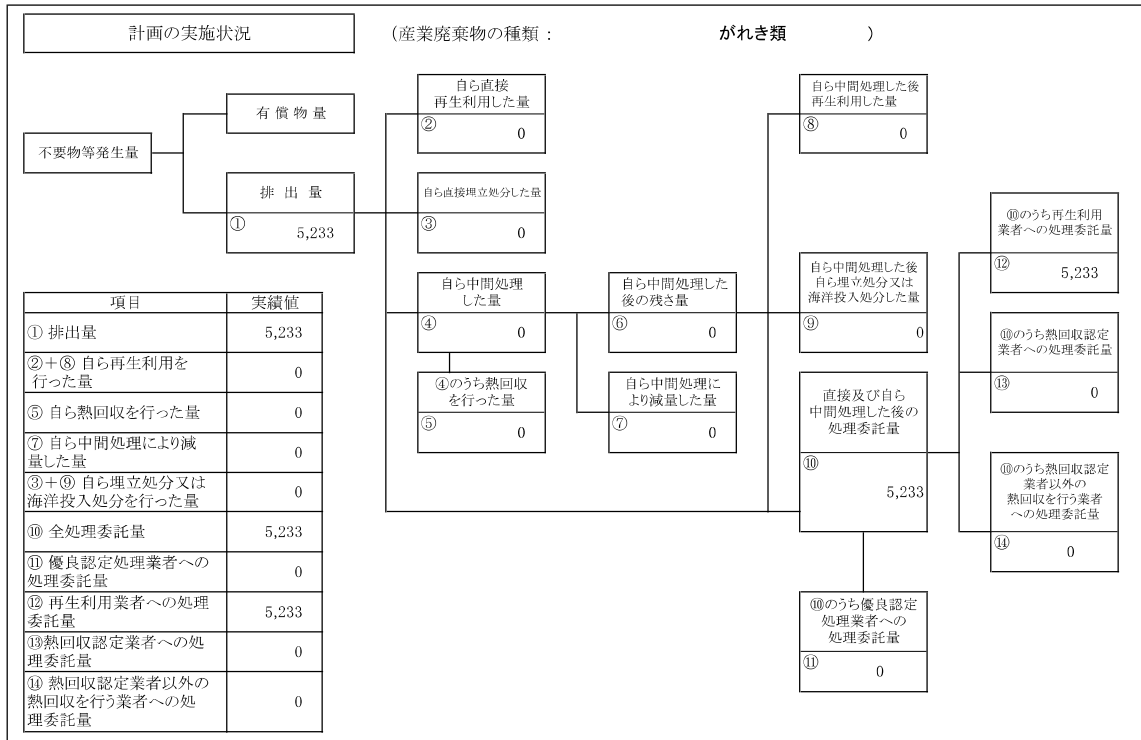 計画の実施状況
(産業廃棄物の種類： がれき類 )
不要物等発生量
有償物量
排出量
①
5,233
自ら直接
再生利用した量
②
0
自ら直接埋立処分した量
③
0
自ら中間処理
した量
④
0
④のうち熱回収
を行った量
⑤
0
自ら中間処理した
後の残さ量
⑥
0
自ら中間処理に
より減量した量
⑦
0
自ら中間処理した後
再生利用した量
⑧
0
自ら中間処理した後
自ら埋立処分又は
海洋投入処分した量
⑨
0
直接及び自ら
中間処理した後の
処理委託量
⑩
5,233
⑩のうち優良認定
処理業者への
処理委託量
⑪
0
⑩のうち再生利用
業者への処理委託量
⑫
5,233
⑩のうち熱回収認定
業者への処理委託量
⑬
0
⑩のうち熱回収認定
業者以外の
熱回収を行う業者
への処理委託量
⑭
0
項目 実績値
① 排出量 5,233
②＋⑧ 自ら再生利用を
行った量 0
⑤ 自ら熱回収を行った量 0
⑦ 自ら中間処理により減
量した量 0
③＋⑨ 自ら埋立処分又は
海洋投入処分を行った量 0
⑩ 全処理委託量 5,233
⑪ 優良認定処理業者への
処理委託量 0
⑫ 再生利用業者への処理
委託量 5,233
⑬熱回収認定業者への処
理委託量 0
⑭ 熱回収認定業者以外の
熱回収を行う業者への処
理委託量 0